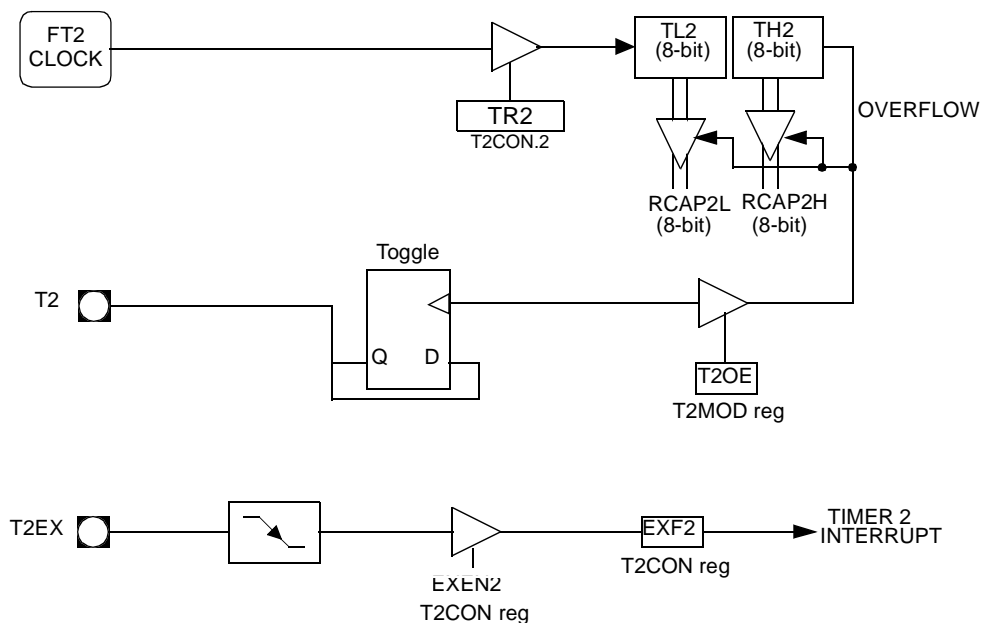 FT2
CLOCK
TL2
(8-bit)
TH2
(8-bit)
TR2
T2CON.2
OVERFLOW
RCAP2L
(8-bit)
RCAP2H
(8-bit)
Toggle
T2
Q
D
T2OE
T2MOD reg
T2EX
EXEN2
T2CON reg
EXF2
T2CON reg
TIMER 2
INTERRUPT